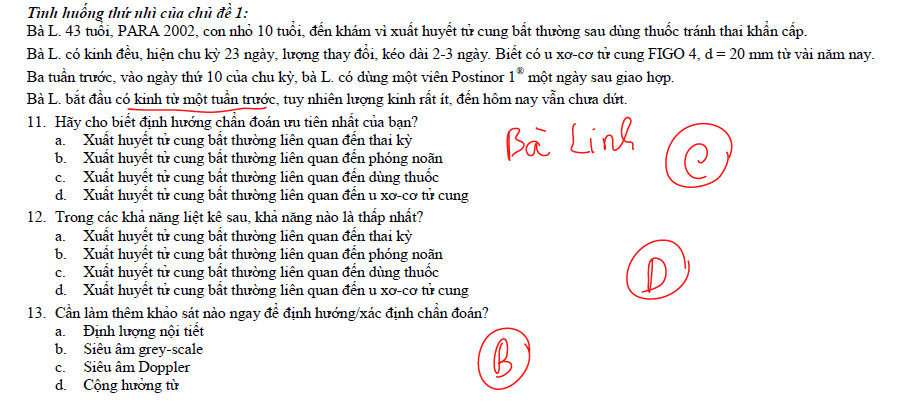 Tình huống thứ nhì của chủ đề 1:
Bà L. 43 tuổi, PARA 2002, con nhỏ 10 tuổi, đến khám vì xuất huyết tử cung bất thường sau dùng thuốc tránh thai khẩn cấp.
Bà L. có kinh đều, hiện chu kỳ 23 ngày, lượng thay đổi, kéo dài 2-3 ngày. Biết có u xơ-cơ tử cung FIGO 4, d = 20 mm từ vài năm nay.
Ba tuần trước, vào ngày thứ 10 của chu kỳ, bà L. có dùng một viên Postinor 1® một ngày sau giao hợp.
Bà L. bắt đầu có kinh từ một tuần trước, tuy nhiên lượng kinh rất ít, đến hôm nay vẫn chưa dứt.
11. Hãy cho biết định hướng chẩn đoán ưu tiên nhất của bạn?
a. Xuất huyết tử cung bất thường liên quan đến thai kỳ
b. Xuất huyết tử cung bất thường liên quan đến phóng noãn
c. Xuất huyết tử cung bất thường liên quan đến dùng thuốc
d. Xuất huyết tử cung bất thường liên quan đến u xơ-cơ tử cung
Bà Linh
C
12. Trong các khả năng liệt kê sau, khả năng nào là thấp nhất?
a. Xuất huyết tử cung bất thường liên quan đến thai kỳ
b. Xuất huyết tử cung bất thường liên quan đến phóng noãn
c. Xuất huyết tử cung bất thường liên quan đến dùng thuốc
d. Xuất huyết tử cung bất thường liên quan đến u xơ-cơ tử cung
D
13. Cần làm thêm khảo sát nào ngay để định hướng/xác định chẩn đoán?
a. Định lượng nội tiết
b. Siêu âm grey-scale
c. Siêu âm Doppler
d. Cộng hưởng từ
B